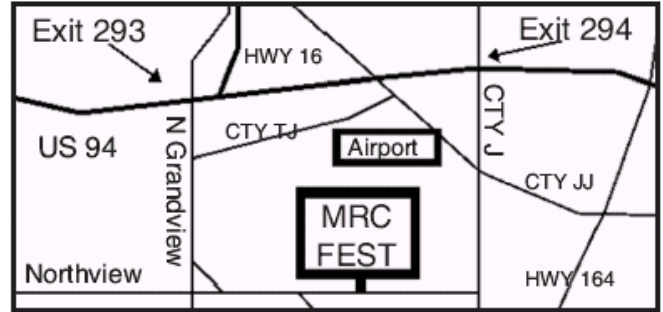 Exit 293
Exit 294
HWY 16
CTY TJ
CTY J
US 94
N Grandview
Airport
CTY JJ
MRC
FEST
Northview
HWY 164